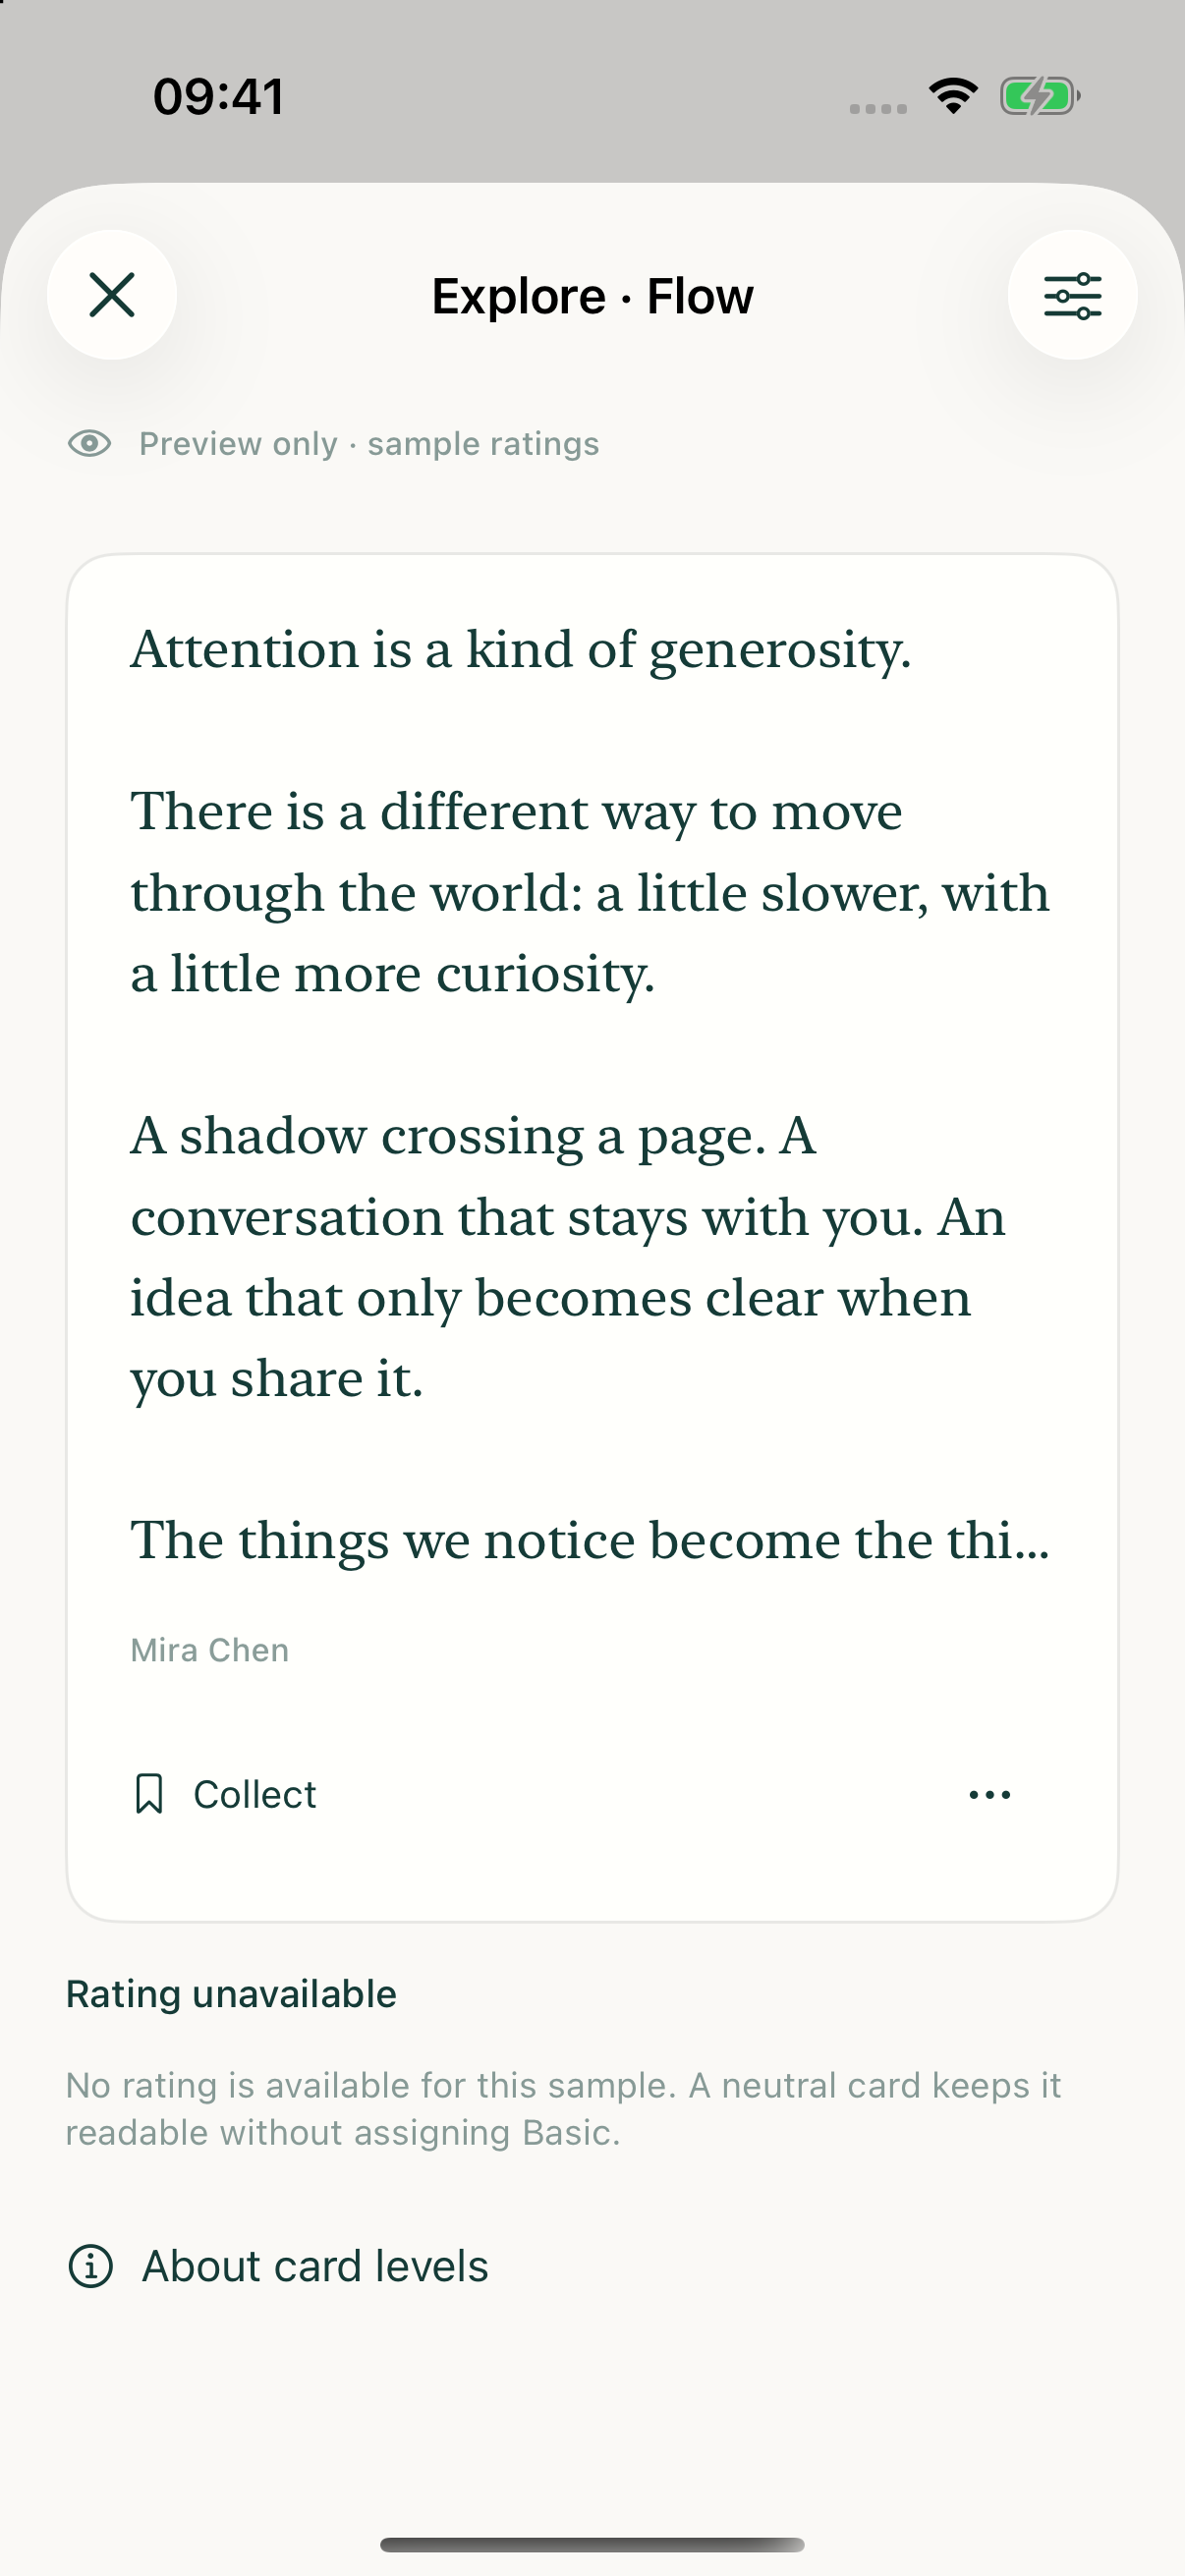 09:41
Explore · Flow
Preview only · sample ratings
Attention is a kind of generosity.
There is a different way to move
through the world: a little slower, with
a little more curiosity.
A shadow crossing a page. A
conversation that stays with you. An
idea that only becomes clear when
you share it.
The things we notice become the thi...
Mira Chen
Collect
Rating unavailable
No rating is available for this sample. A neutral card keeps it
readable without assigning Basic.
About card levels